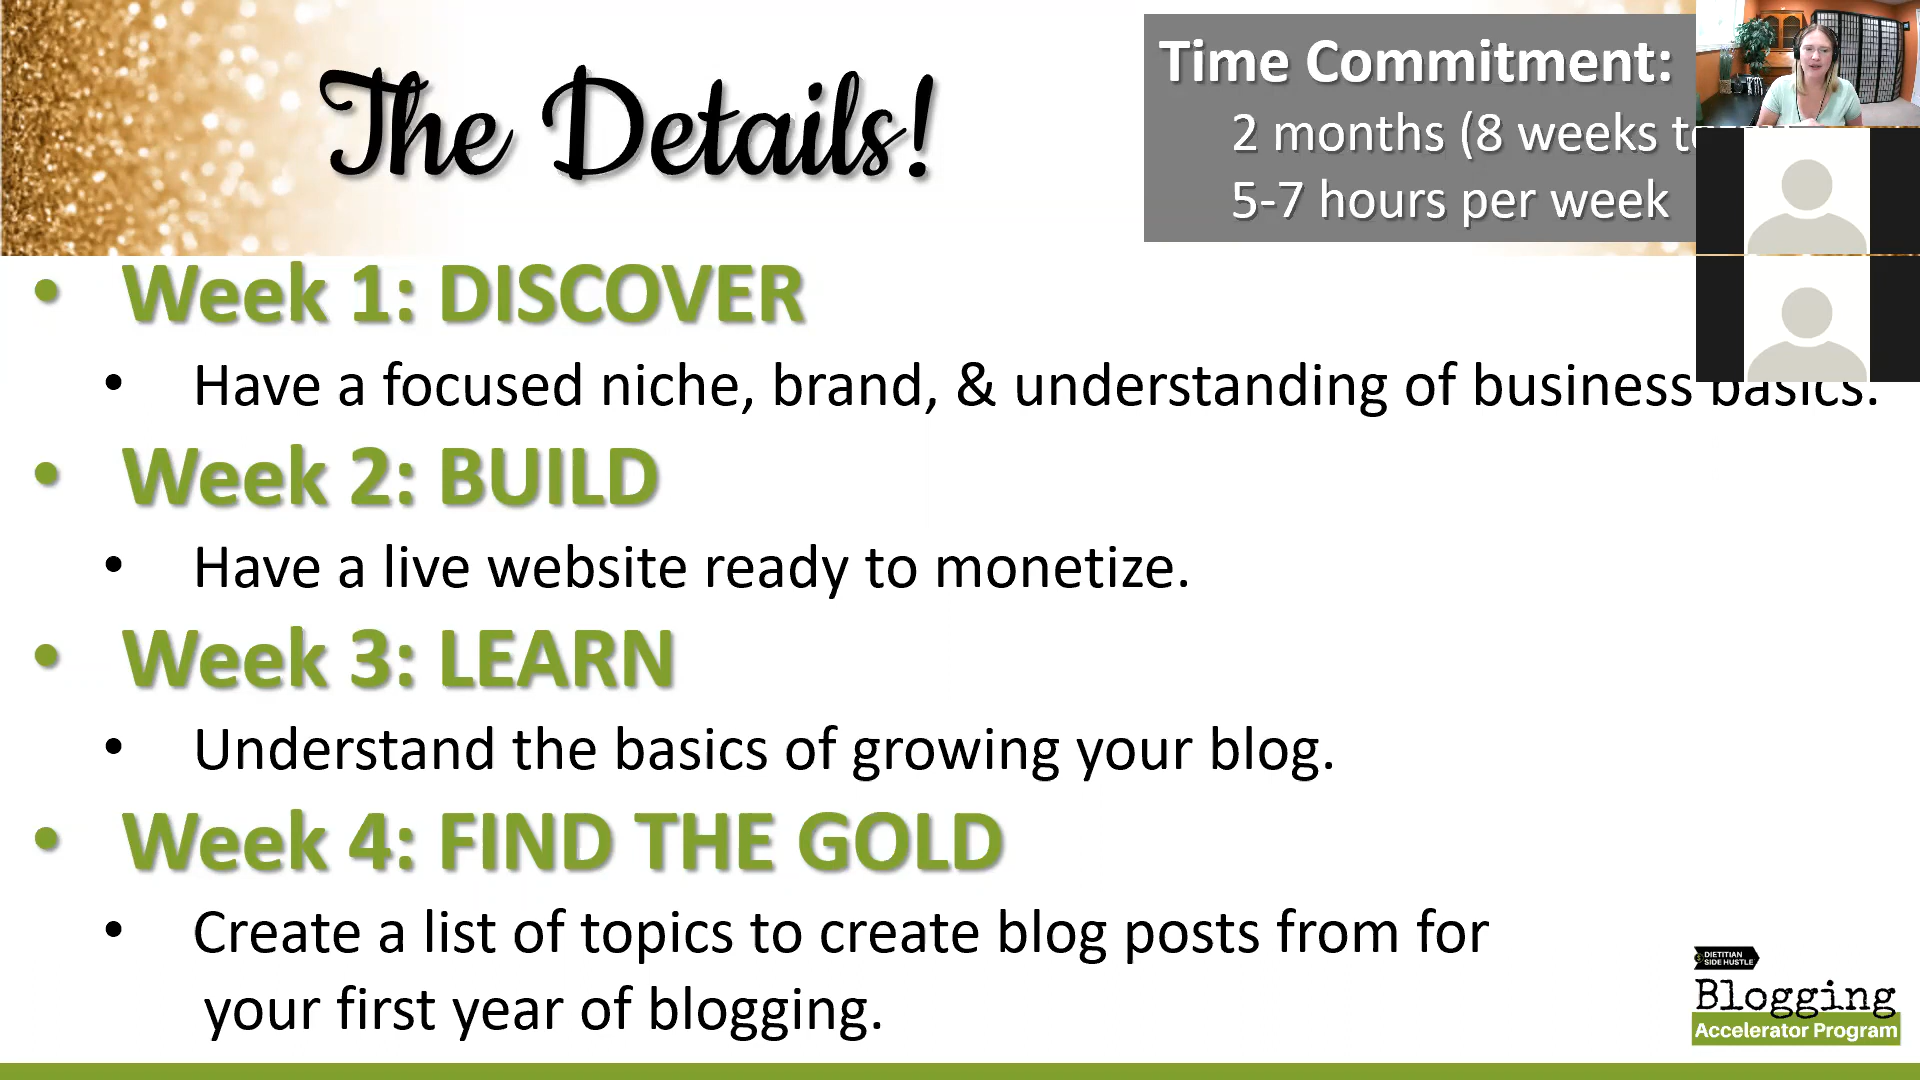 The Details!
Time Commitment:
2 months (8 weeks
5-7 hours per week
• Week 1: DISCOVER
• Have a focused niche, brand, & understanding of business basics.
• Week 2: BUILD
• Have a live website ready to monetize.
• Week 3: LEARN
• Understand the basics of growing your blog.
• Week 4: FIND THE GOLD
• Create a list of topics to create blog posts from for
your first year of blogging.
DIETITIAN
SIDE HUSTLE
Blogging
Accelerator Program